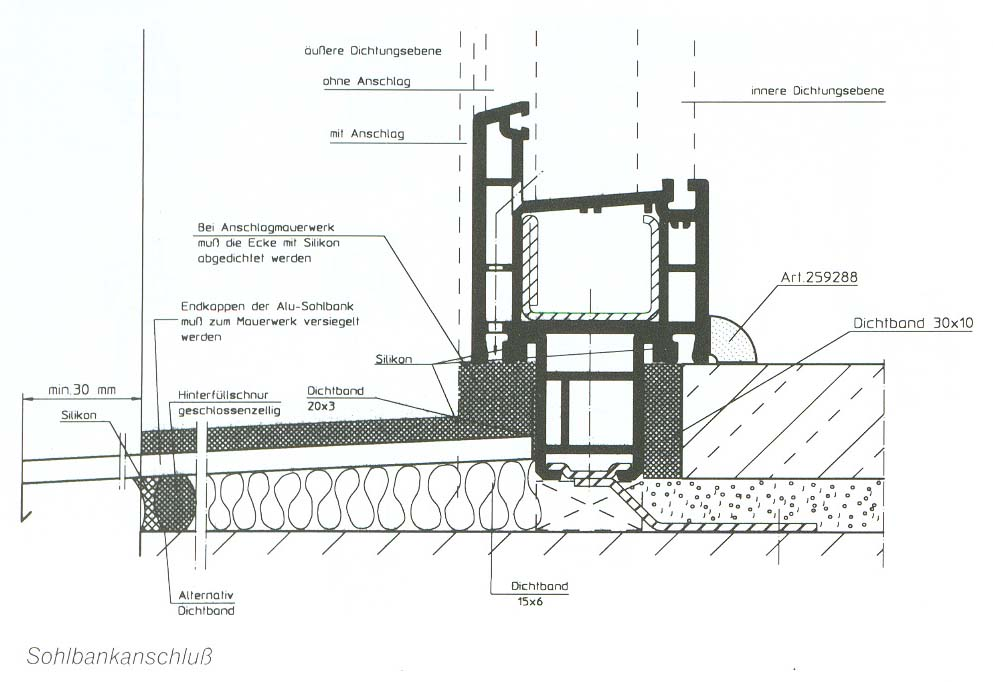 äußere Dichtungsebene
ohne Anschlag
innere Dichtungsebene
mit Anschlag
Bei Anschlagmauerwerk
muß die Ecke mit Silikon
abgedichtet werden
Art.259288
Endkappen der Alu-Sohlbank
muß zum Mauerwerk versiegelt
werden
Dichtband 30x10
Silikon
min.30 mm
Hinterfüllschnur
geschlossenzellig
Dichtband
20x3
Silikon
Dichtband
15x6
Alternativ
Dichtband
Sohlbankanschluß